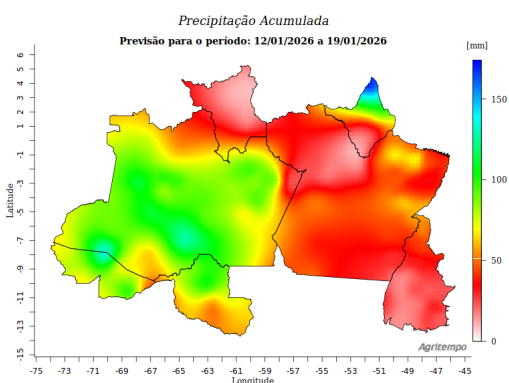 Precipitação Acumulada
Previsão para o período: 12/01/2026 a 19/01/2026
[mm]
6
5
3
2
1
-1
-3
-5
-7
-9
-11
-13
-15
Latitude
150
100
50
0
Agritempo
-75 -73 -71 -69 -67 -65 -63 -61 -59 -57 -55 -53 -51 -49 -47 -45
Longitude